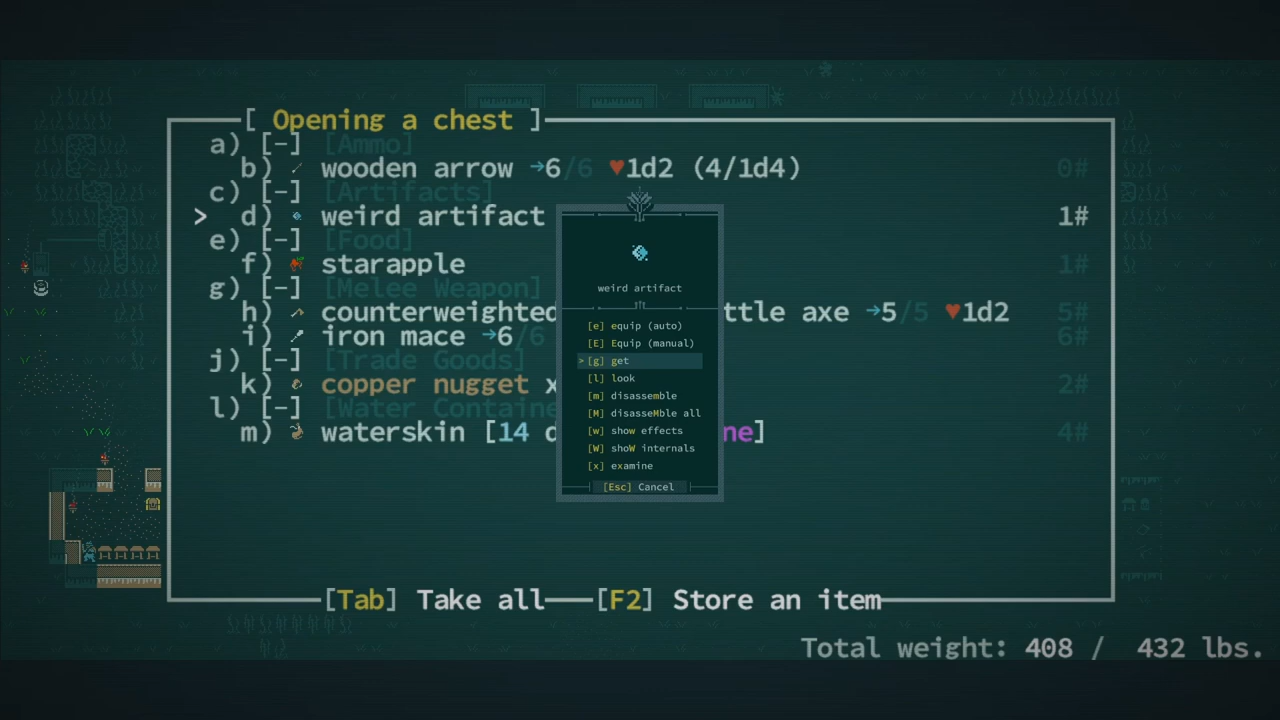 [ Opening a chest ]
a) [-] [Ammo]
b) wooden arrow →6/6 ♥1d2 (4/1d4) 0#
c) [-] [Artifacts]
> d) weird artifact 1#
e) [-] [Food]
f) starapple 1#
g) [-] [Melee Weapon]
h) counterweighted ttle axe →5/5 ♥1d2 5#
i) iron mace →6/6 6#
j) [-] [Trade Goods]
k) copper nugget x 2#
l) [-] [Water Containe
m) waterskin [14 d ne] 4#
weird artifact
[e] equip (auto)
[E] Equip (manual)
> [g] get
[l] look
[m] disassemble
[M] disasseMble all
[w] show effects
[W] shoW internals
[x] examine
[Esc] Cancel
[Tab] Take all [F2] Store an item
Total weight: 408 / 432 lbs.